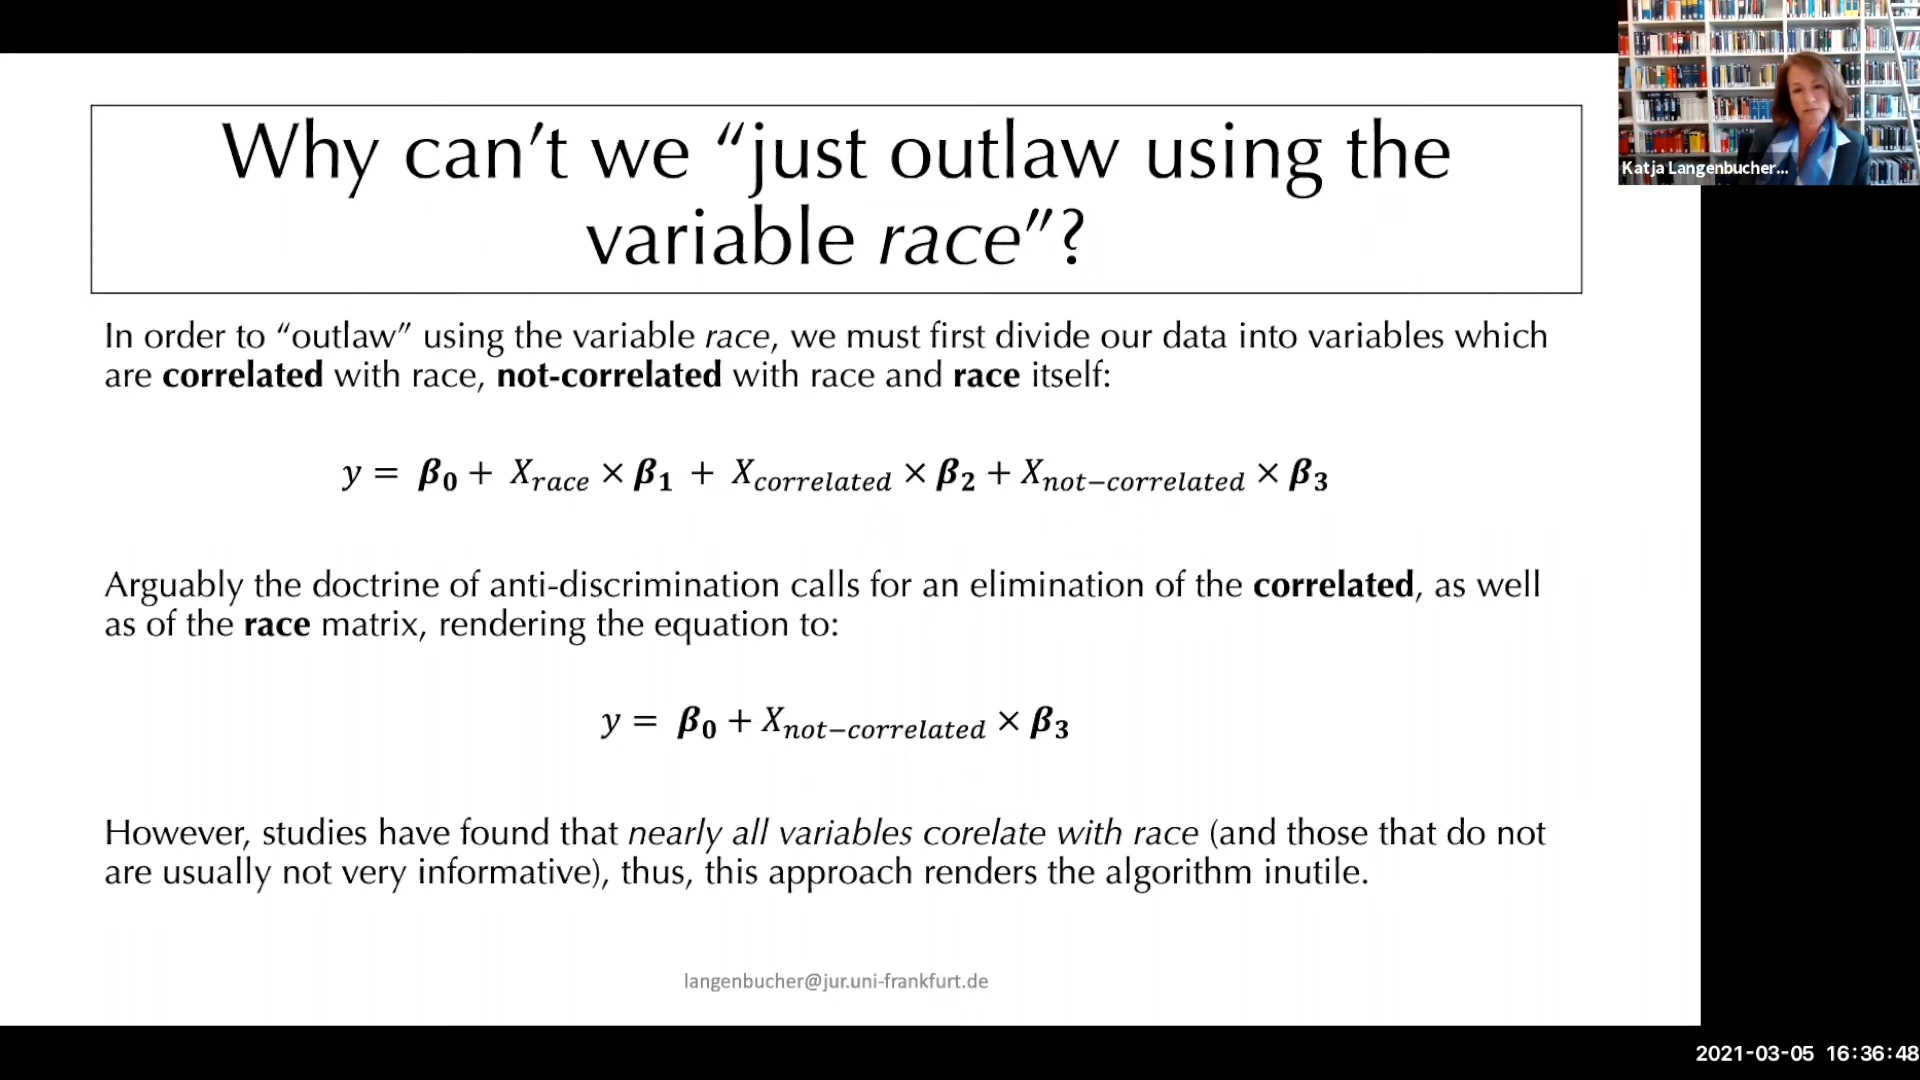 Why can't we “just outlaw using the
variable race”?
Katja Langenbucher...
In order to “outlaw” using the variable race, we must first divide our data into variables which
are correlated with race, not-correlated with race and race itself:
y = β0 + Xrace × β1 + Xcorrelated × β2 + Xnot−correlated × β3
Arguably the doctrine of anti-discrimination calls for an elimination of the correlated, as well
as of the race matrix, rendering the equation to:
y = β0 + Xnot−correlated × β3
However, studies have found that nearly all variables corelate with race (and those that do not
are usually not very informative), thus, this approach renders the algorithm inutile.
langenbucher@jur.uni-frankfurt.de
2021-03-05 16:36:48